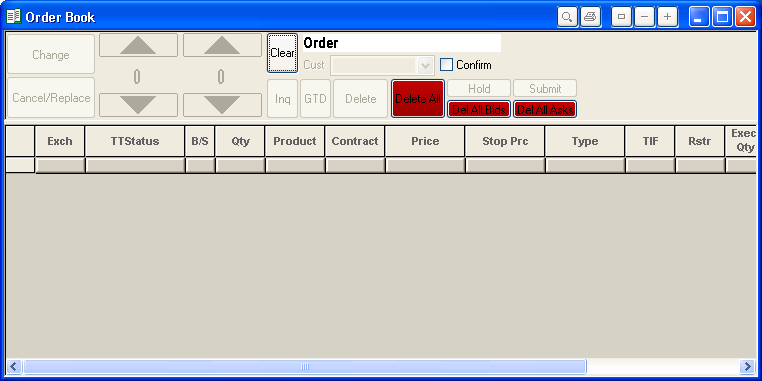 Order Book
Change
0
0
Clear
Order
Cust
Confirm
Cancel/Replace
Inq
GTD
Delete
Delete All
Hold
Submit
Del All Bids
Del All Asks
Exch TTStatus B/S Qty Product Contract Price Stop Prc Type TIF Rstr Exec
Qty